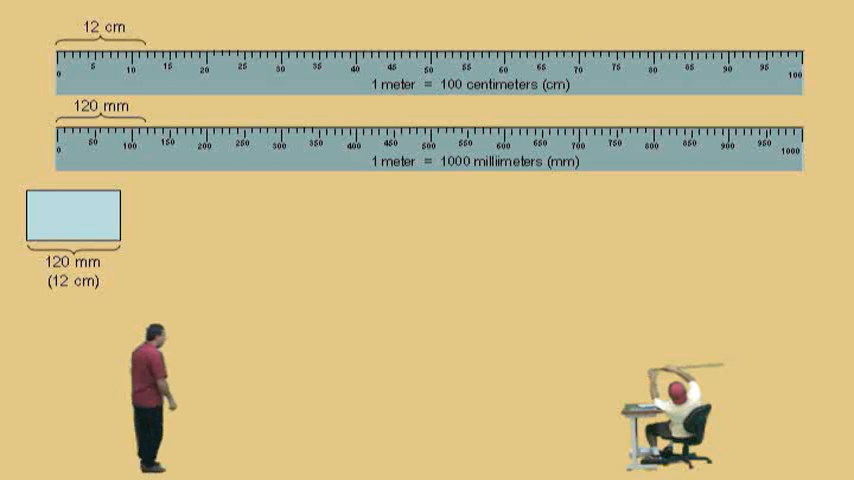 12 cm
0 5 10 15 20 25 30 35 40 45 50 55 60 65 70 75 80 85 90 95 100
1 meter = 100 centimeters (cm)
120 mm
0 50 100 150 200 250 300 350 400 450 500 550 600 650 700 750 800 850 900 950 1000
1 meter = 1000 millimeters (mm)
120 mm
(12 cm)